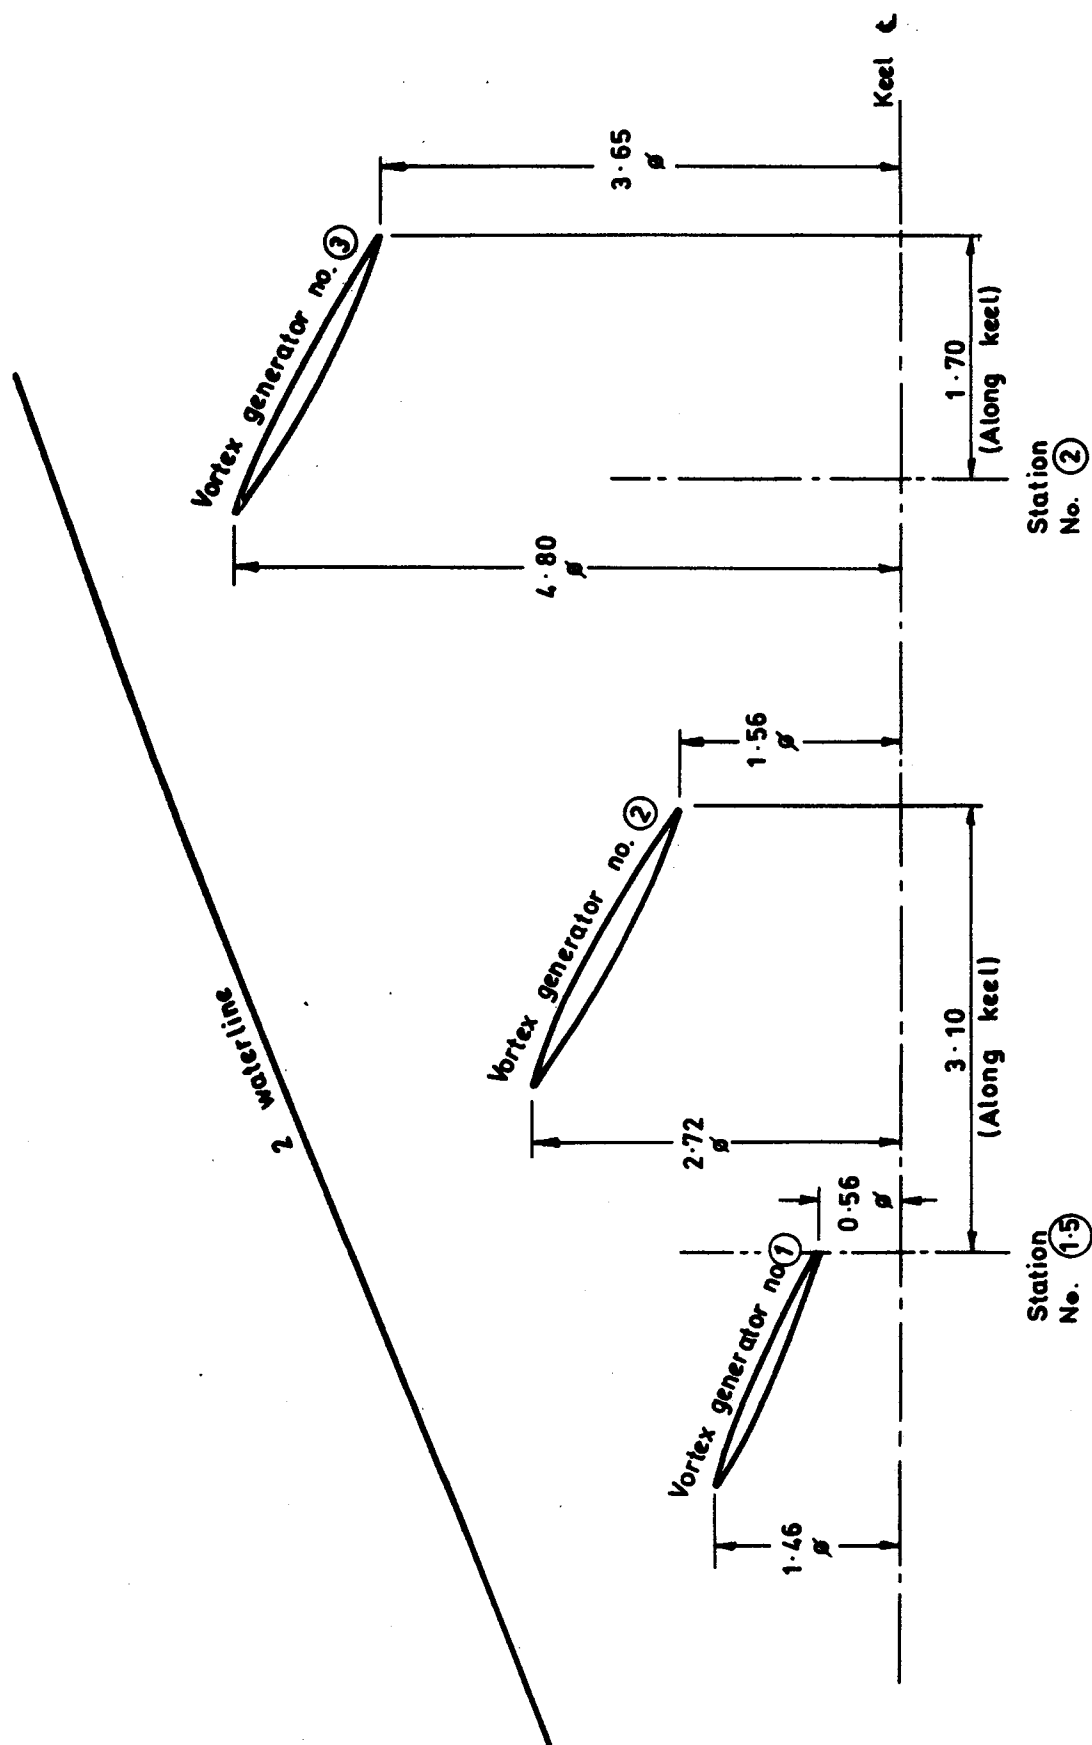 2 waterline
Vortex generator no. 3
Vortex generator no. 2
Vortex generator no. 1
4·80
ø
3·65
ø
2·72
ø
1·56
ø
1·46
ø
0·56
ø
Keel ℄
3·10
(Along keel)
1·70
(Along keel)
Station
No. 1·5
Station
No. 2